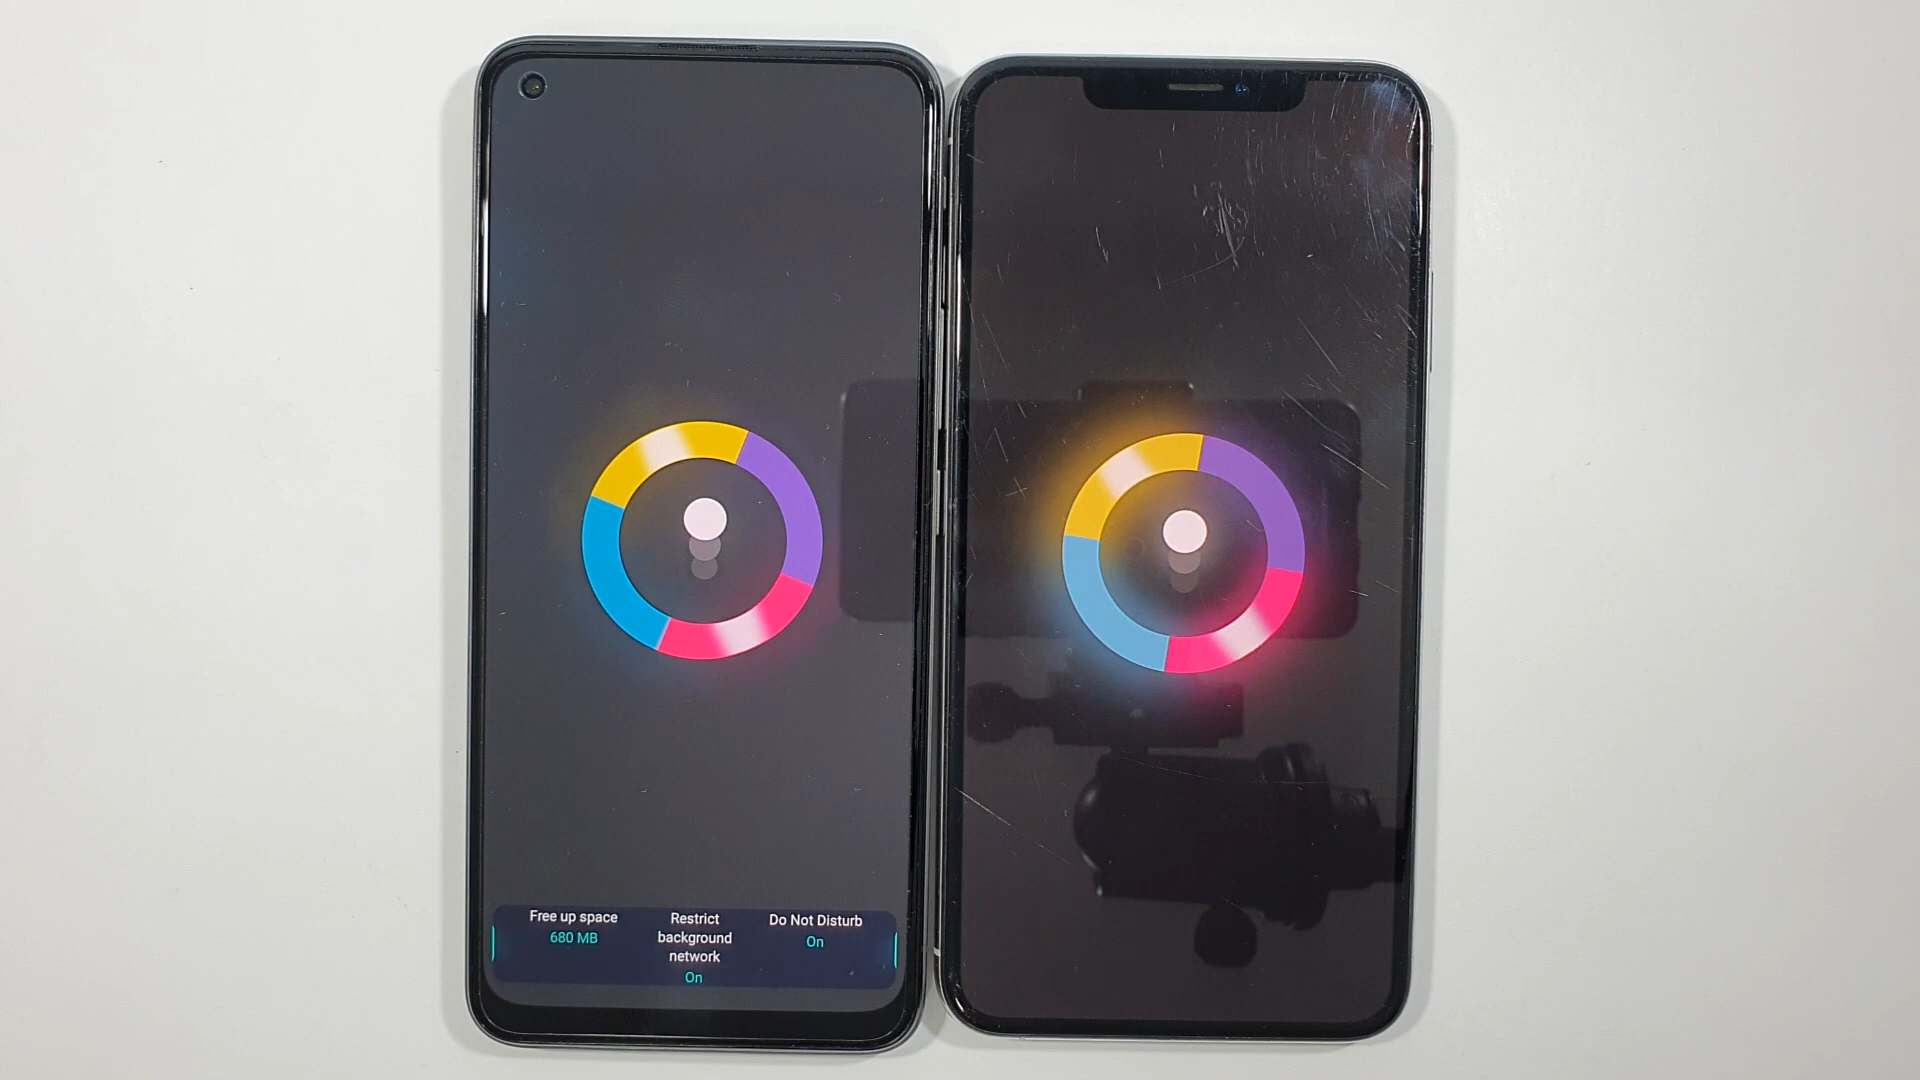 Free up space
680 MB
Restrict
background
network
On
Do Not Disturb
On